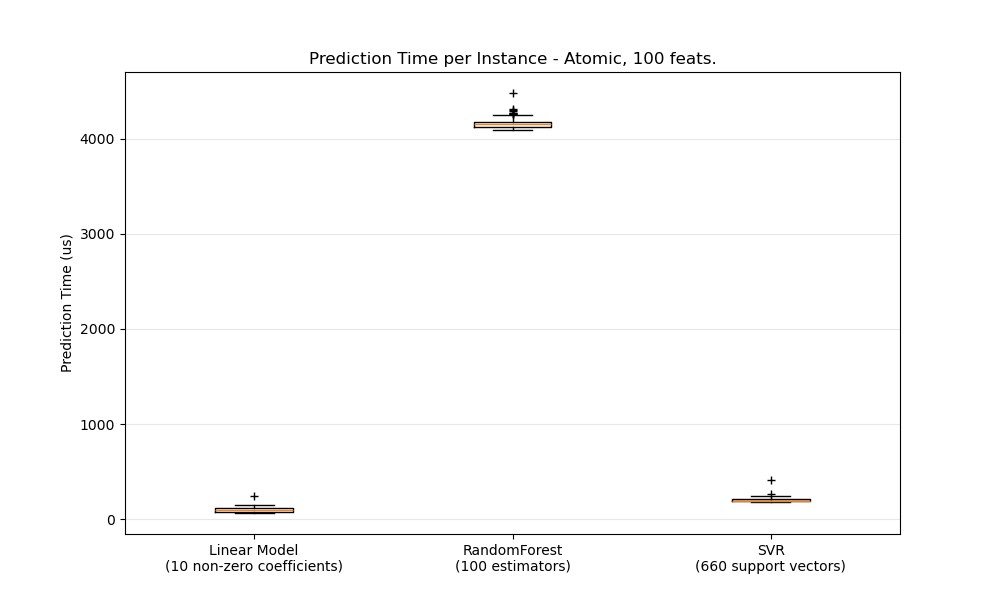 Prediction Time per Instance - Atomic, 100 feats.
Prediction Time (us)
4000
3000
2000
1000
0
Linear Model
(10 non-zero coefficients)
RandomForest
(100 estimators)
SVR
(660 support vectors)